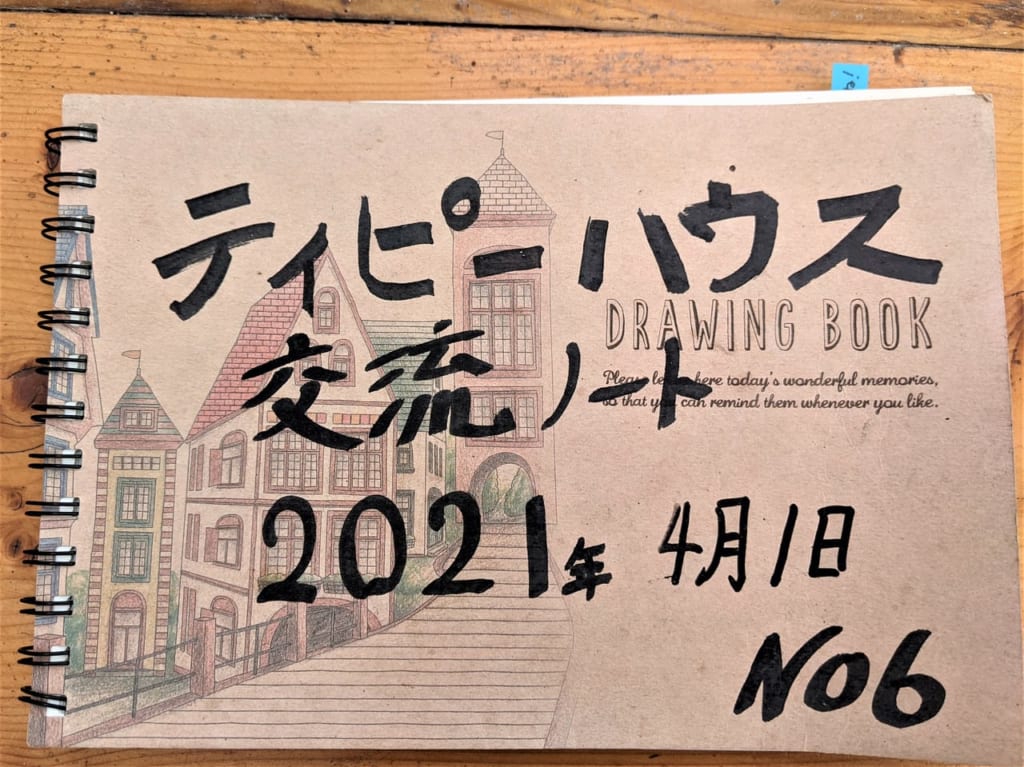 ティピーハウス
DRAWING BOOK
Please leave here today's wonderful memories,
so that you can remind them whenever you like.
交流ノート
2021年 4月1日
No6